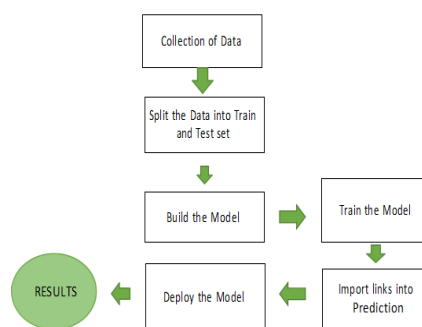 Collection of Data
Split the Data into Train
and Test set
Build the Model
Train the Model
Import links into
Prediction
Deploy the Model
RESULTS